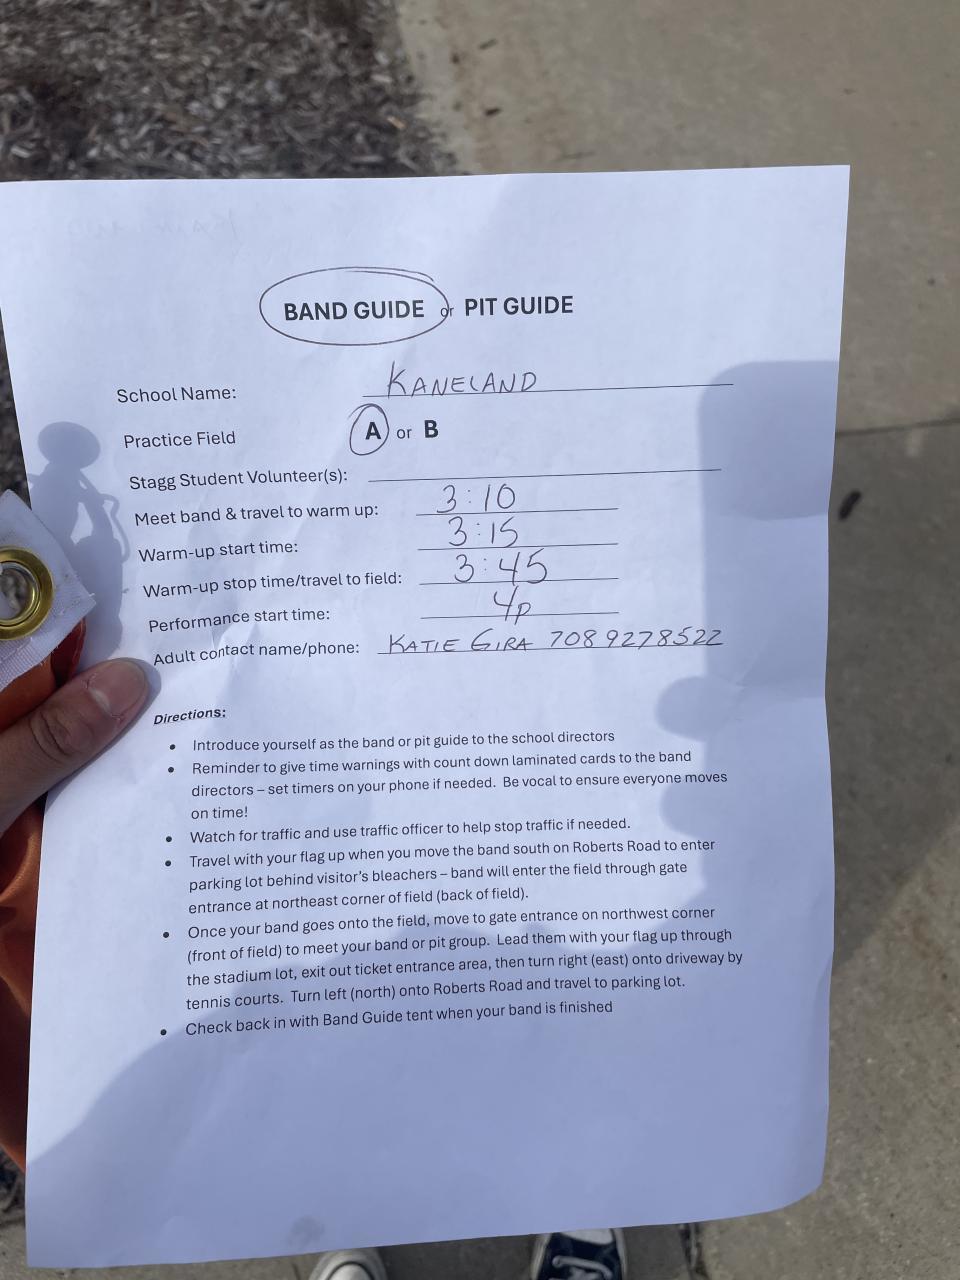 BAND GUIDE or PIT GUIDE
School Name: KANELAND
Practice Field A or B
Stagg Student Volunteer(s):
Meet band & travel to warm up: 3:10
Warm-up start time: 3:15
Warm-up stop time/travel to field: 3:45
Performance start time: 4p
Adult contact name/phone: KATIE GIRA 708 9278522
Directions:
• Introduce yourself as the band or pit guide to the school directors
• Reminder to give time warnings with count down laminated cards to the band
directors – set timers on your phone if needed. Be vocal to ensure everyone moves
on time!
• Watch for traffic and use traffic officer to help stop traffic if needed.
• Travel with your flag up when you move the band south on Roberts Road to enter
parking lot behind visitor's bleachers – band will enter the field through gate
entrance at northeast corner of field (back of field).
• Once your band goes onto the field, move to gate entrance on northwest corner
(front of field) to meet your band or pit group. Lead them with your flag up through
the stadium lot, exit out ticket entrance area, then turn right (east) onto driveway by
tennis courts. Turn left (north) onto Roberts Road and travel to parking lot.
• Check back in with Band Guide tent when your band is finished